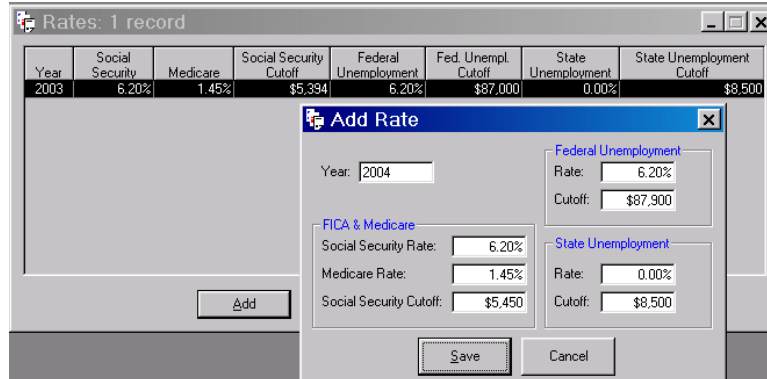 Rates: 1 record
Year Social Security Medicare Social Security Cutoff Federal Unemployment Fed. Unempl. Cutoff State Unemployment State Unemployment Cutoff
2003 6.20% 1.45% $5,394 6.20% $87,000 0.00% $8,500
Add Rate
Year: 2004
Federal Unemployment
Rate: 6.20%
Cutoff: $87,900
FICA & Medicare
Social Security Rate: 6.20%
Medicare Rate: 1.45%
Social Security Cutoff: $5,450
State Unemployment
Rate: 0.00%
Cutoff: $8,500
Add
Save Cancel